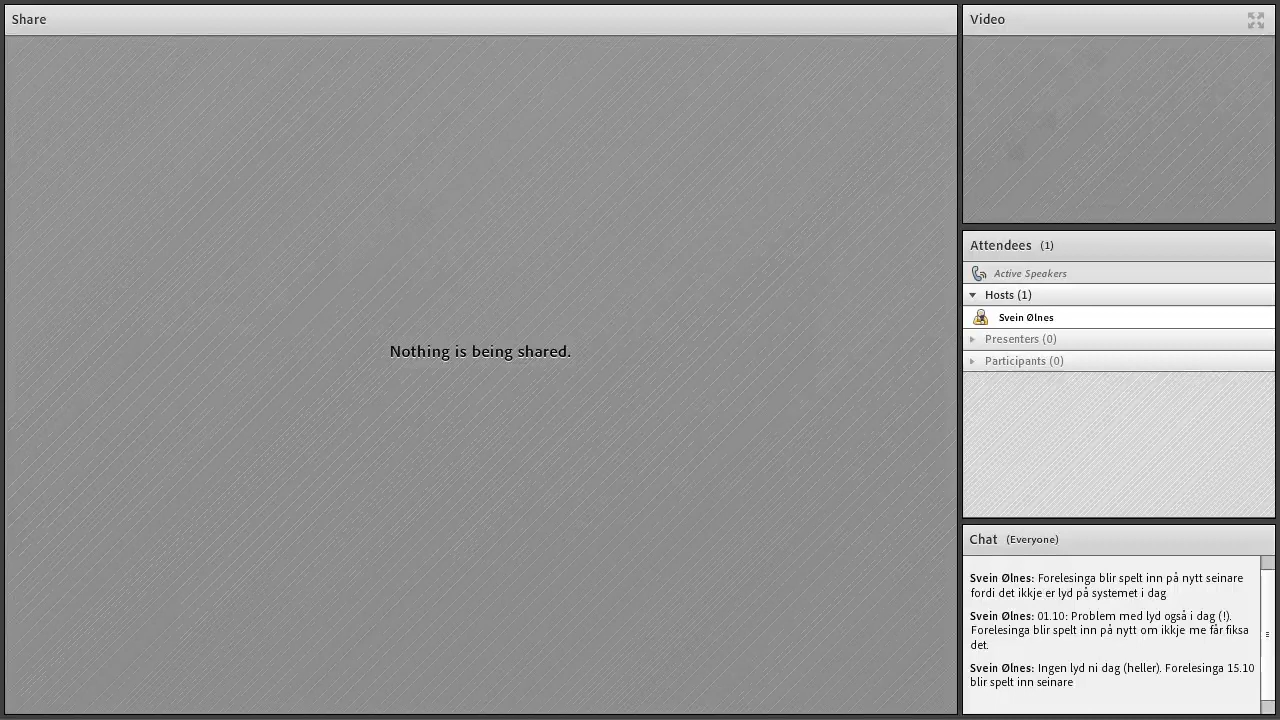 Share
Nothing is being shared.
Video
Attendees (1)
Active Speakers
Hosts (1)
Svein Ølnes
Presenters (0)
Participants (0)
Chat (Everyone)
Svein Ølnes: Forelesinga blir spelt inn på nytt seinare
fordi det ikkje er lyd på systemet i dag
Svein Ølnes: 01.10: Problem med lyd også i dag (!).
Forelesinga blir spelt inn på nytt om ikkje me får fiksa
det.
Svein Ølnes: Ingen lyd ni dag (heller). Forelesinga 15.10
blir spelt inn seinare